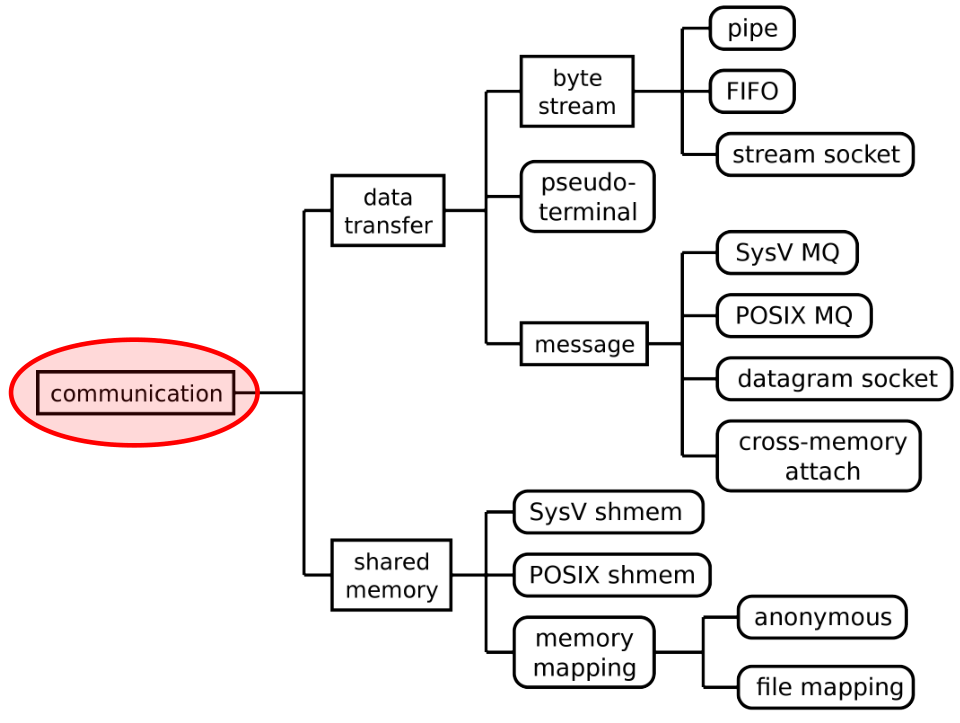 communication
data
transfer
byte
stream
pipe
FIFO
stream socket
pseudo-
terminal
message
SysV MQ
POSIX MQ
datagram socket
cross-memory
attach
shared
memory
SysV shmem
POSIX shmem
memory
mapping
anonymous
file mapping